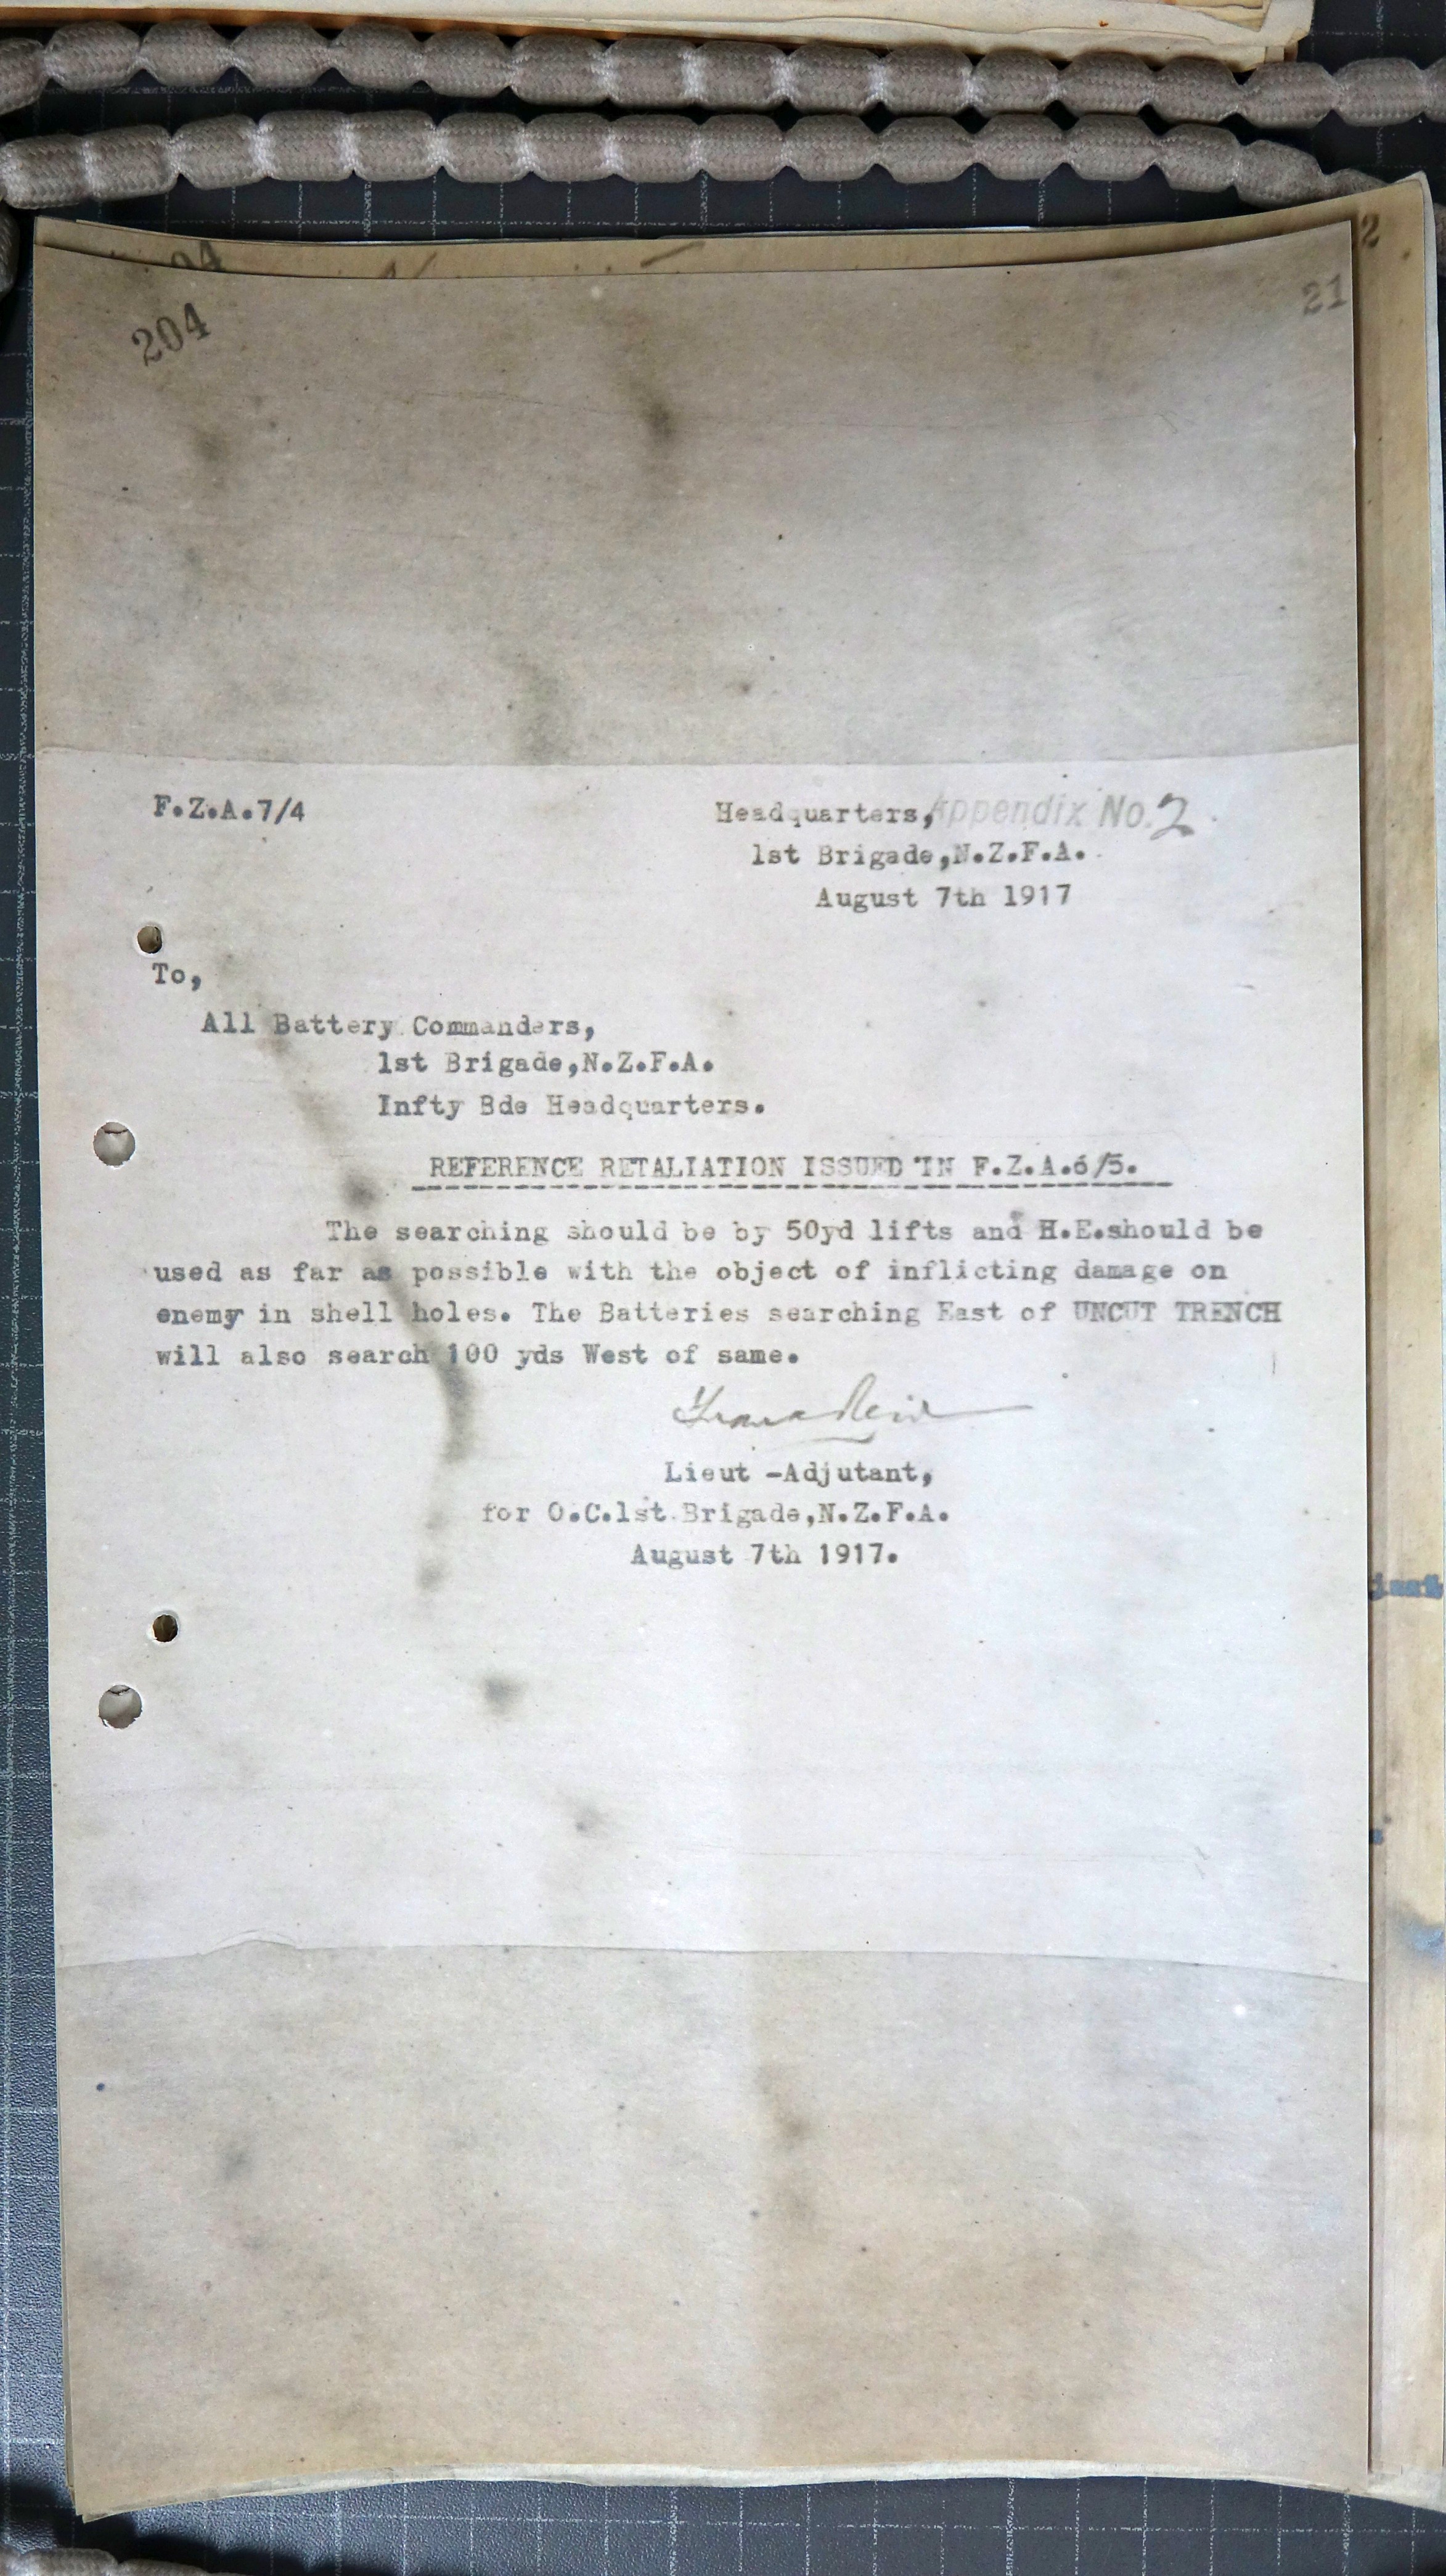 204
21
F.Z.A.7/4
Headquarters, Appendix No. 2
1st Brigade,N.Z.F.A.
August 7th 1917
To,
All Battery Commanders,
1st Brigade,N.Z.F.A.
Infty Bde Headquarters.
REFERENCE RETALIATION ISSUED IN F.Z.A.6/5.
The searching should be by 50yd lifts and H.E.should be
used as far as possible with the object of inflicting damage on
enemy in shell holes. The Batteries searching East of UNCUT TRENCH
will also search 100 yds West of same.
Lieut -Adjutant,
for O.C.1st Brigade,N.Z.F.A.
August 7th 1917.